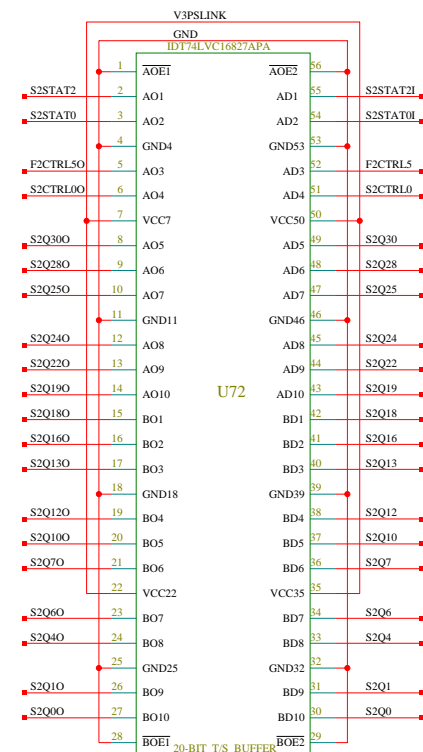 V3PSLINK
GND
IDT74LVC16827APA
1 AOE1 AOE2 56
S2STAT2 2 AO1 AD1 55 S2STAT2I
S2STAT0 3 AO2 AD2 54 S2STAT0I
4 GND4 GND53 53
F2CTRL5O 5 AO3 AD3 52 F2CTRL5
S2CTRL0O 6 AO4 AD4 51 S2CTRL0
7 VCC7 VCC50 50
S2Q30O 8 AO5 AD5 49 S2Q30
S2Q28O 9 AO6 AD6 48 S2Q28
S2Q25O 10 AO7 AD7 47 S2Q25
11 GND11 GND46 46
S2Q24O 12 AO8 AD8 45 S2Q24
S2Q22O 13 AO9 AD9 44 S2Q22
S2Q19O 14 AO10 AD10 43 S2Q19
U72
S2Q18O 15 BO1 BD1 42 S2Q18
S2Q16O 16 BO2 BD2 41 S2Q16
S2Q13O 17 BO3 BD3 40 S2Q13
18 GND18 GND39 39
S2Q12O 19 BO4 BD4 38 S2Q12
S2Q10O 20 BO5 BD5 37 S2Q10
S2Q7O 21 BO6 BD6 36 S2Q7
22 VCC22 VCC35 35
S2Q6O 23 BO7 BD7 34 S2Q6
S2Q4O 24 BO8 BD8 33 S2Q4
25 GND25 GND32 32
S2Q1O 26 BO9 BD9 31 S2Q1
S2Q0O 27 BO10 BD10 30 S2Q0
28 BOE1 BOE2 29
20-BIT T/S BUFFER